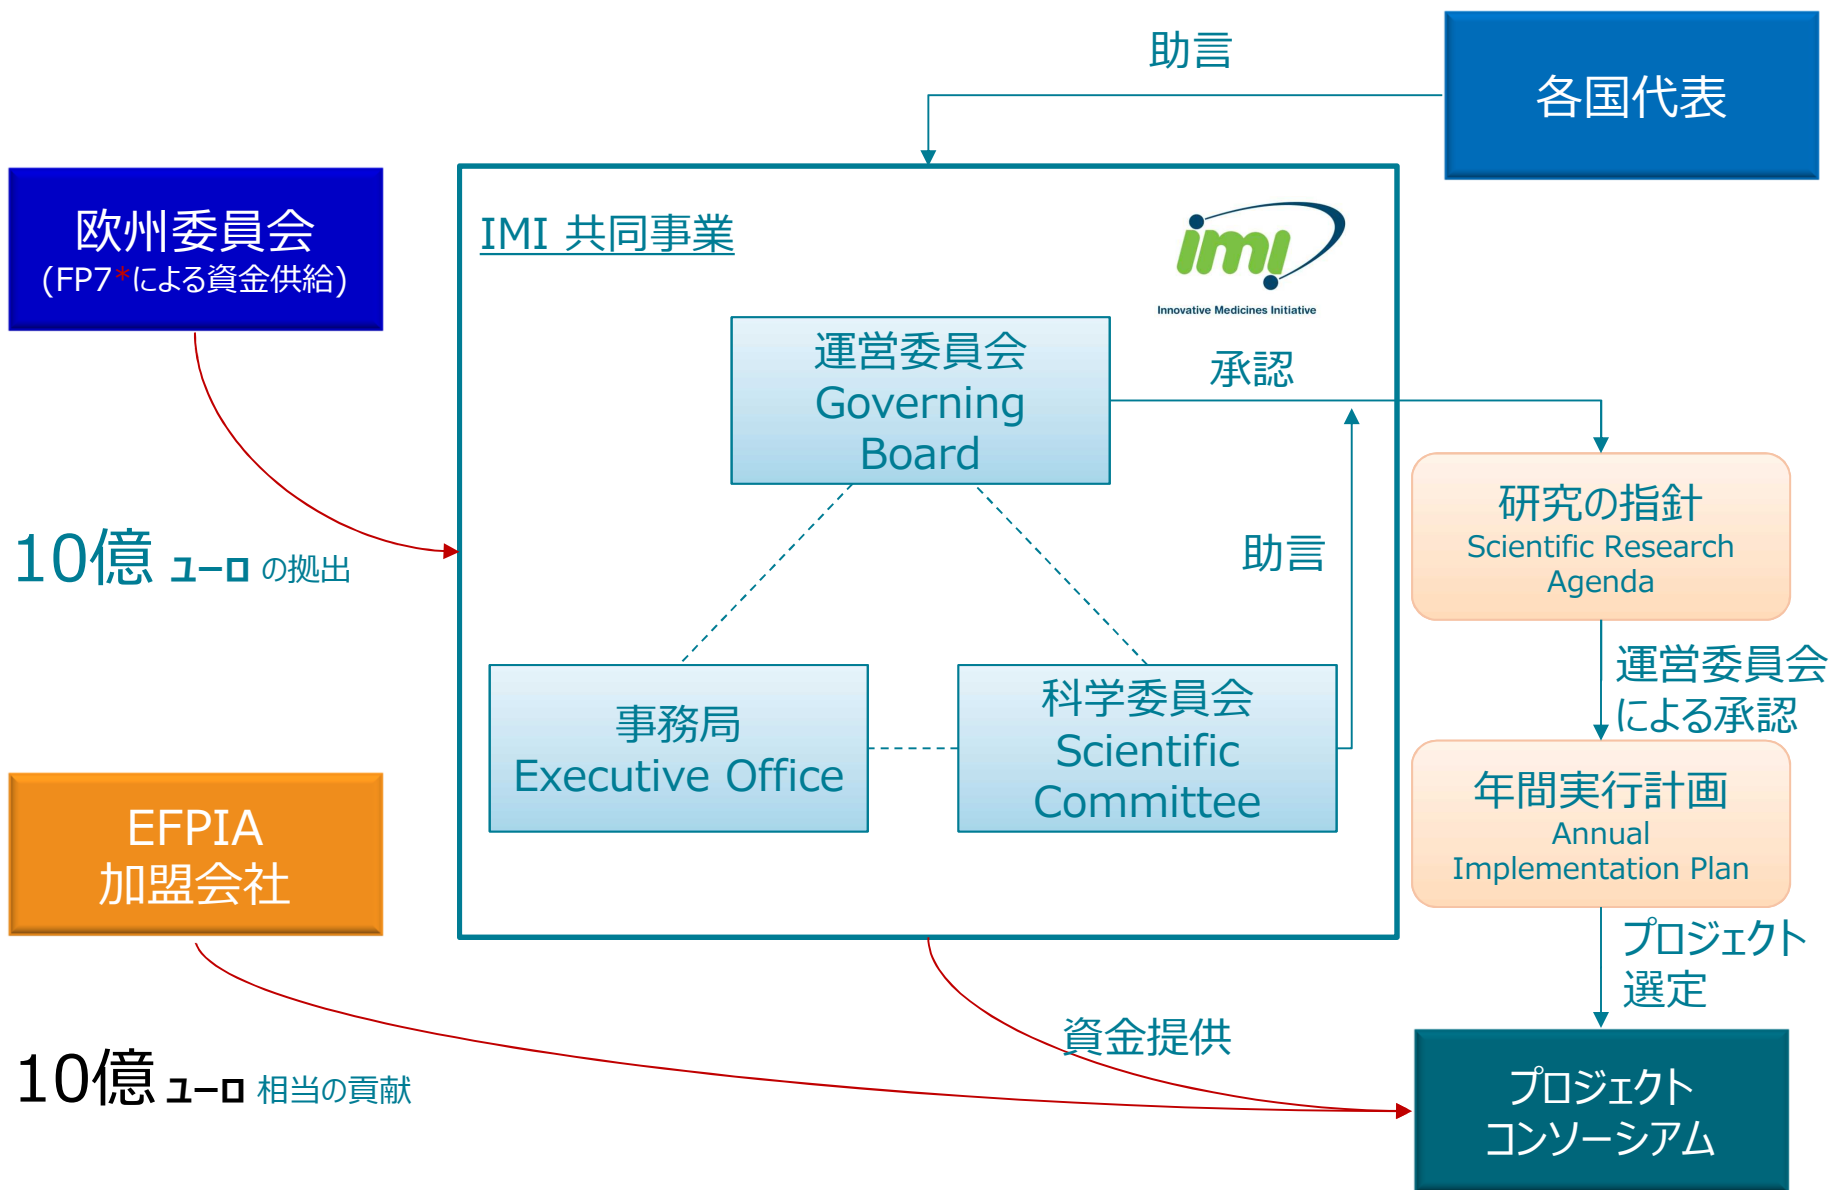 助言
各国代表
欧州委員会
(FP7*による資金供給)
IMI 共同事業
imi
Innovative Medicines Initiative
運営委員会
Governing
Board
承認
10億 ユーロ の拠出
助言
研究の指針
Scientific Research
Agenda
運営委員会
による承認
事務局
Executive Office
科学委員会
Scientific
Committee
年間実行計画
Annual
Implementation Plan
EFPIA
加盟会社
プロジェクト
選定
資金提供
10億 ユーロ 相当の貢献
プロジェクト
コンソーシアム